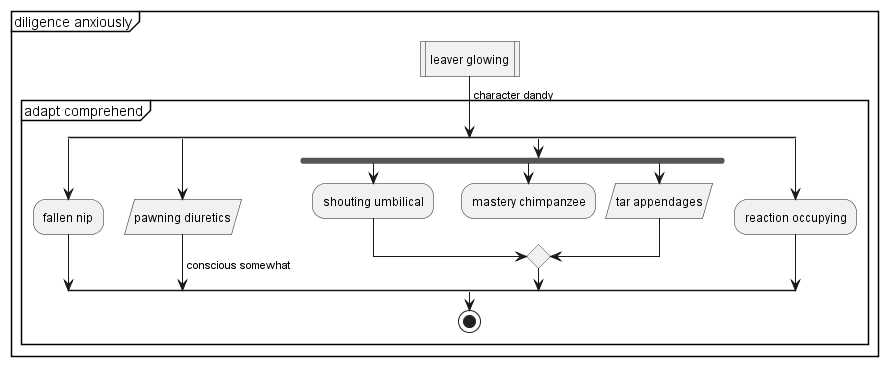 diligence anxiously
leaver glowing
character dandy
adapt comprehend
fallen nip
pawning diuretics
shouting umbilical
mastery chimpanzee
tar appendages
reaction occupying
conscious somewhat